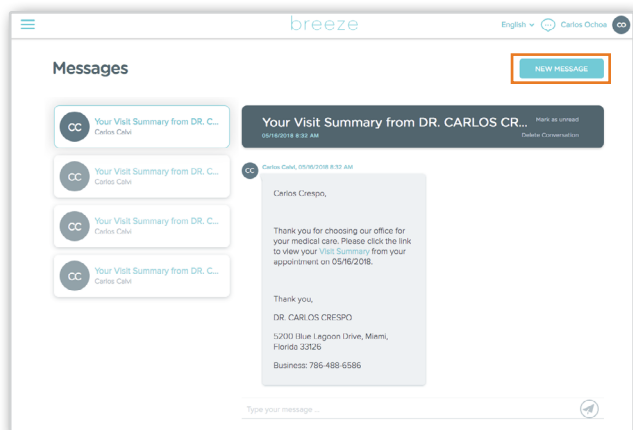 breeze
English
Carlos Ochoa
CO
Messages
NEW MESSAGE
CC
Your Visit Summary from DR. C...
Carlos Calvi
CC
Your Visit Summary from DR. C...
Carlos Calvi
CC
Your Visit Summary from DR. C...
Carlos Calvi
CC
Your Visit Summary from DR. C...
Carlos Calvi
Your Visit Summary from DR. CARLOS CR...
Mark as unread
05/16/2018 8:32 AM
Delete Conversation
CC
Carlos Calvi, 05/16/2018 8:32 AM
Carlos Crespo,
Thank you for choosing our office for
your medical care. Please click the link
to view your Visit Summary from your
appointment on 05/16/2018.
Thank you,
DR. CARLOS CRESPO
5200 Blue Lagoon Drive, Miami,
Florida 33126
Business: 786-488-6586
Type your message ...